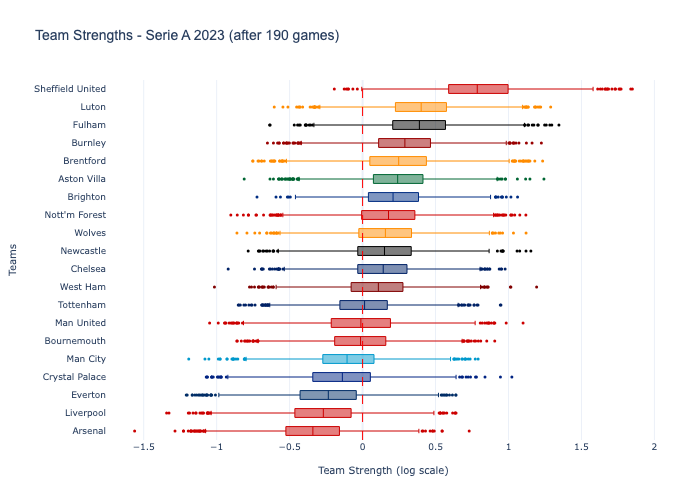 Team Strengths - Serie A 2023 (after 190 games)
Sheffield United
Luton
Fulham
Burnley
Brentford
Aston Villa
Brighton
Nott'm Forest
Wolves
Newcastle
Chelsea
West Ham
Tottenham
Man United
Bournemouth
Man City
Crystal Palace
Everton
Liverpool
Arsenal
Teams
−1.5 −1 −0.5 0 0.5 1 1.5 2
Team Strength (log scale)